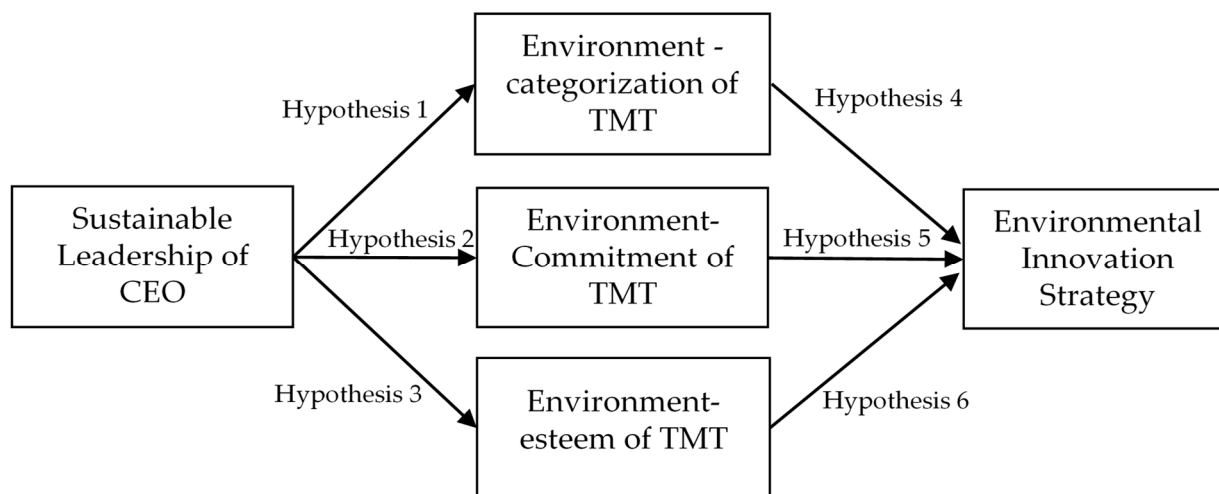 Environment -
categorization of
TMT
Hypothesis 1
Hypothesis 4
Sustainable
Leadership of
CEO
Hypothesis 2
Environment-
Commitment of
TMT
Hypothesis 5
Environmental
Innovation
Strategy
Hypothesis 3
Environment-
esteem of TMT
Hypothesis 6